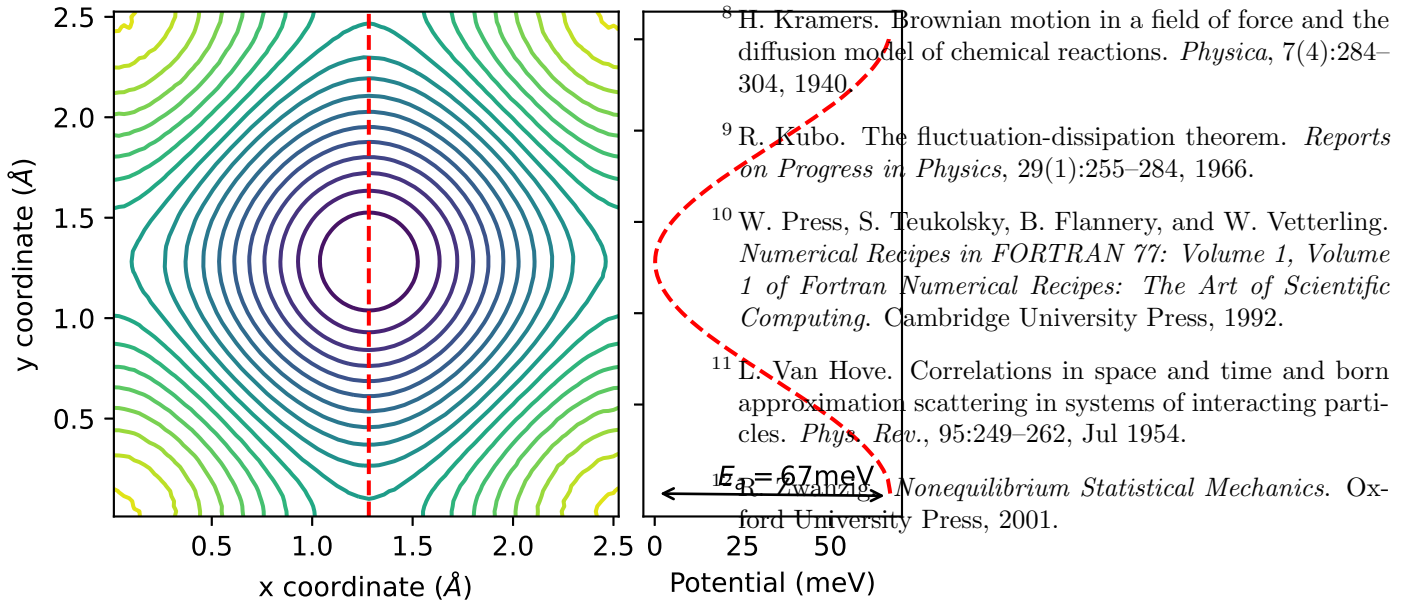 2.5
2.0
1.5
1.0
0.5
y coordinate (Å)
0.5 1.0 1.5 2.0 2.5
x coordinate (Å)
E_a = 67meV
0 25 50
Potential (meV)
8 H. Kramers. Brownian motion in a field of force and the
diffusion model of chemical reactions. Physica, 7(4):284–
304, 1940.
9 R. Kubo. The fluctuation-dissipation theorem. Reports
on Progress in Physics, 29(1):255–284, 1966.
10 W. Press, S. Teukolsky, B. Flannery, and W. Vetterling.
Numerical Recipes in FORTRAN 77: Volume 1, Volume
1 of Fortran Numerical Recipes: The Art of Scientific
Computing. Cambridge University Press, 1992.
11 L. Van Hove. Correlations in space and time and born
approximation scattering in systems of interacting parti-
cles. Phys. Rev., 95:249–262, Jul 1954.
12 R. Zwanzig. Nonequilibrium Statistical Mechanics. Ox-
ford University Press, 2001.